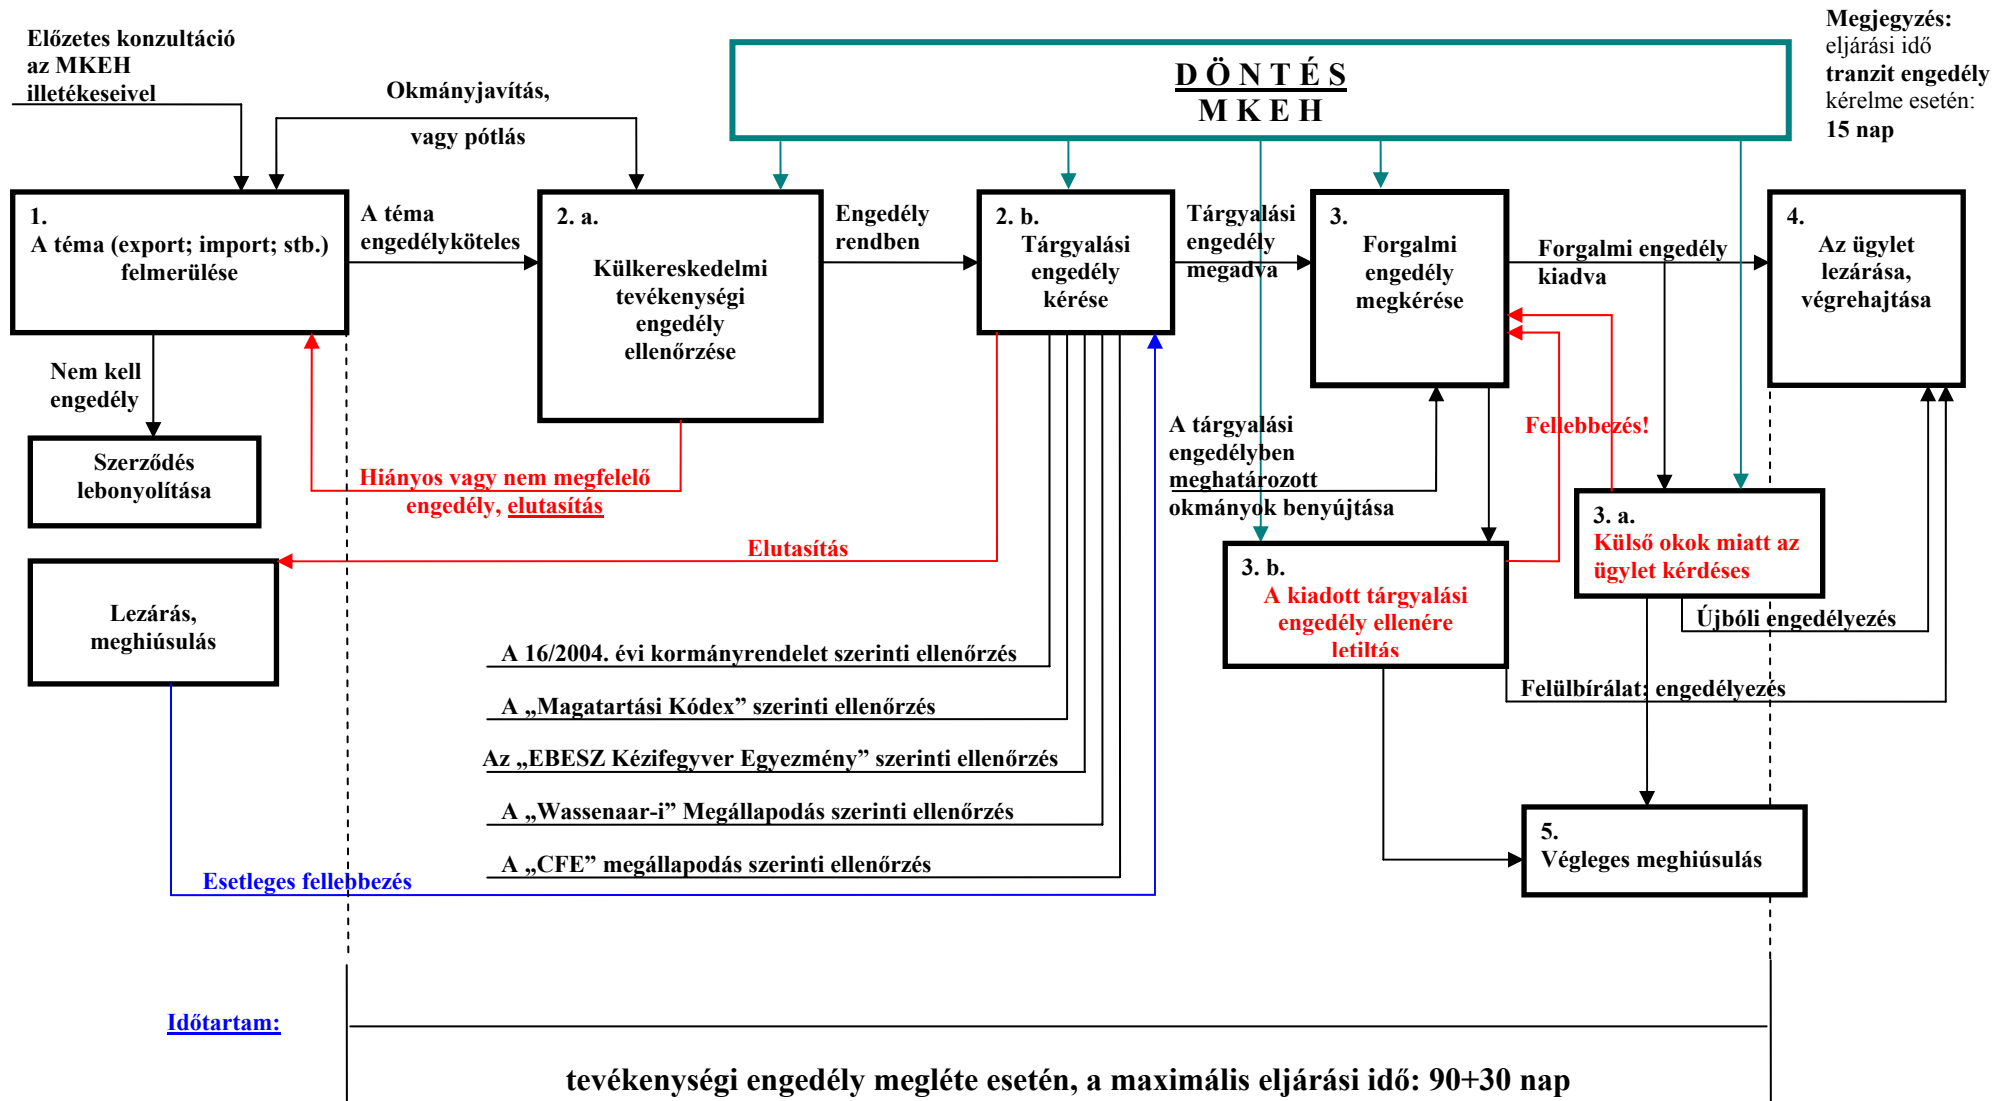 Előzetes konzultáció
az MKEH
illetékeseivel
Okmányjavítás,
vagy pótlás
D Ö N T É S
M K E H
Megjegyzés:
eljárási idő
tranzit engedély
kérelme esetén:
15 nap
1.
A téma (export; import; stb.)
felmerülése
A téma
engedélyköteles
2. a.
Külkereskedelmi
tevékenységi
engedély
ellenőrzése
Engedély
rendben
2. b.
Tárgyalási
engedély
kérése
Tárgyalási
engedély
megadva
3.
Forgalmi
engedély
megkérése
Forgalmi engedély
kiadva
4.
Az ügylet
lezárása,
végrehajtása
Nem kell
engedély
Szerződés
lebonyolítása
Hiányos vagy nem megfelelő
engedély, elutasítás
A tárgyalási
engedélyben
meghatározott
okmányok benyújtása
Fellebbezés!
3. a.
Külső okok miatt az
ügylet kérdéses
Elutasítás
Lezárás,
meghiúsulás
3. b.
A kiadott tárgyalási
engedély ellenére
letiltás
Újbóli engedélyezés
Felülbírálat: engedélyezés
A 16/2004. évi kormányrendelet szerinti ellenőrzés
A „Magatartási Kódex” szerinti ellenőrzés
Az „EBESZ Kézifegyver Egyezmény” szerinti ellenőrzés
A „Wassenaar-i” Megállapodás szerinti ellenőrzés
A „CFE” megállapodás szerinti ellenőrzés
Esetleges fellebbezés
5.
Végleges meghiúsulás
Időtartam:
tevékenységi engedély megléte esetén, a maximális eljárási idő: 90+30 nap